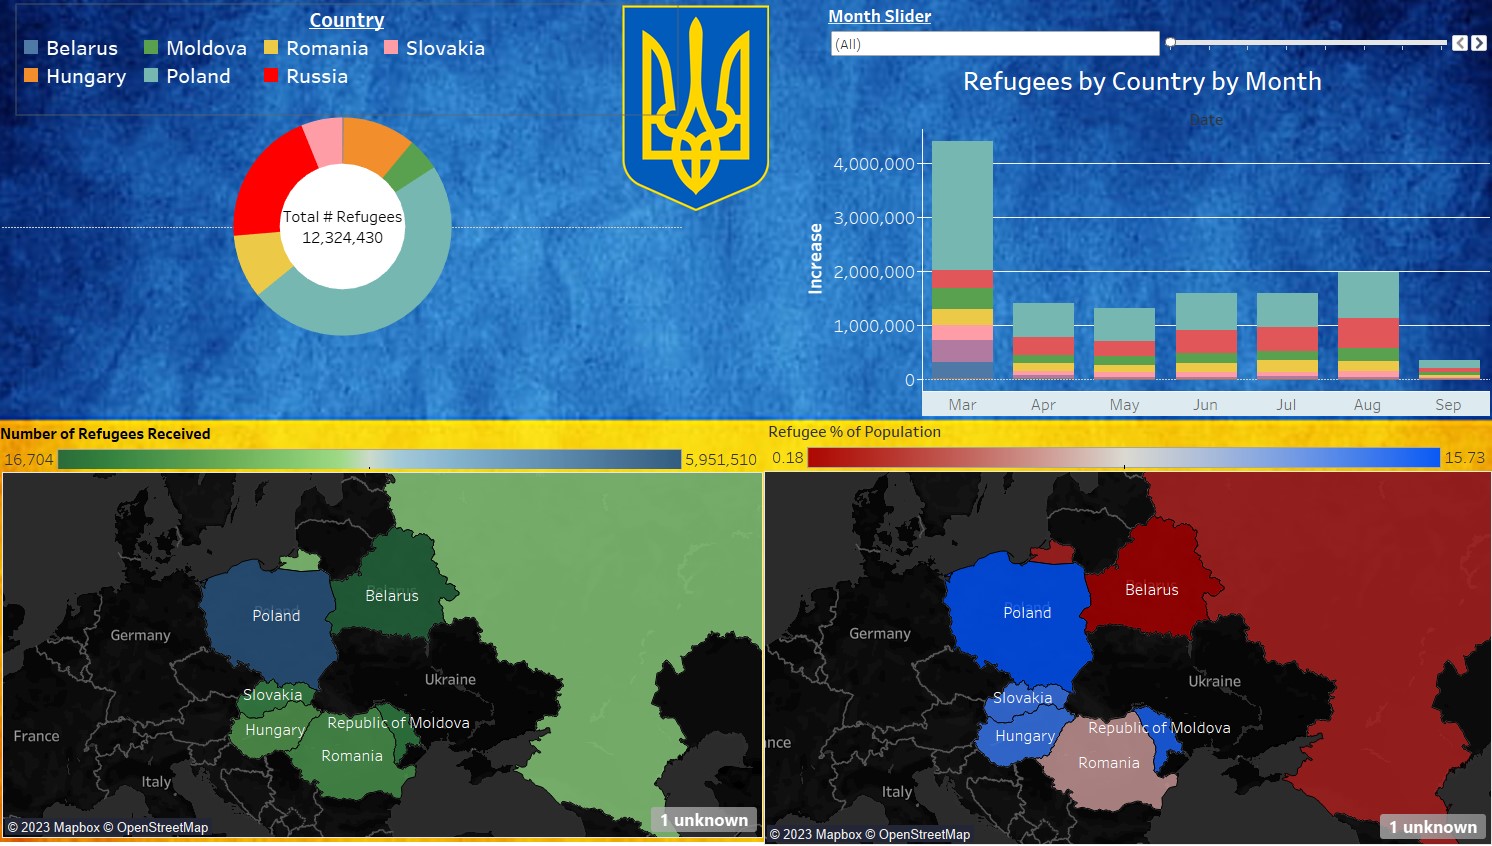 Country
Belarus Moldova Romania Slovakia
Hungary Poland Russia
Total # Refugees
12,324,430
Month Slider
(All)
Refugees by Country by Month
Date
Increase
4,000,000
3,000,000
2,000,000
1,000,000
0
Mar Apr May Jun Jul Aug Sep
Number of Refugees Received
16,704 5,951,510
Refugee % of Population
0.18 15.73
Belarus
Poland
Germany
Ukraine
Slovakia
Republic of Moldova
Hungary
France
Romania
Italy
1 unknown
© 2023 Mapbox © OpenStreetMap
Belarus
Poland
Germany
Ukraine
Slovakia
Republic of Moldova
Hungary
nce
Romania
Italy
1 unknown
© 2023 Mapbox © OpenStreetMap